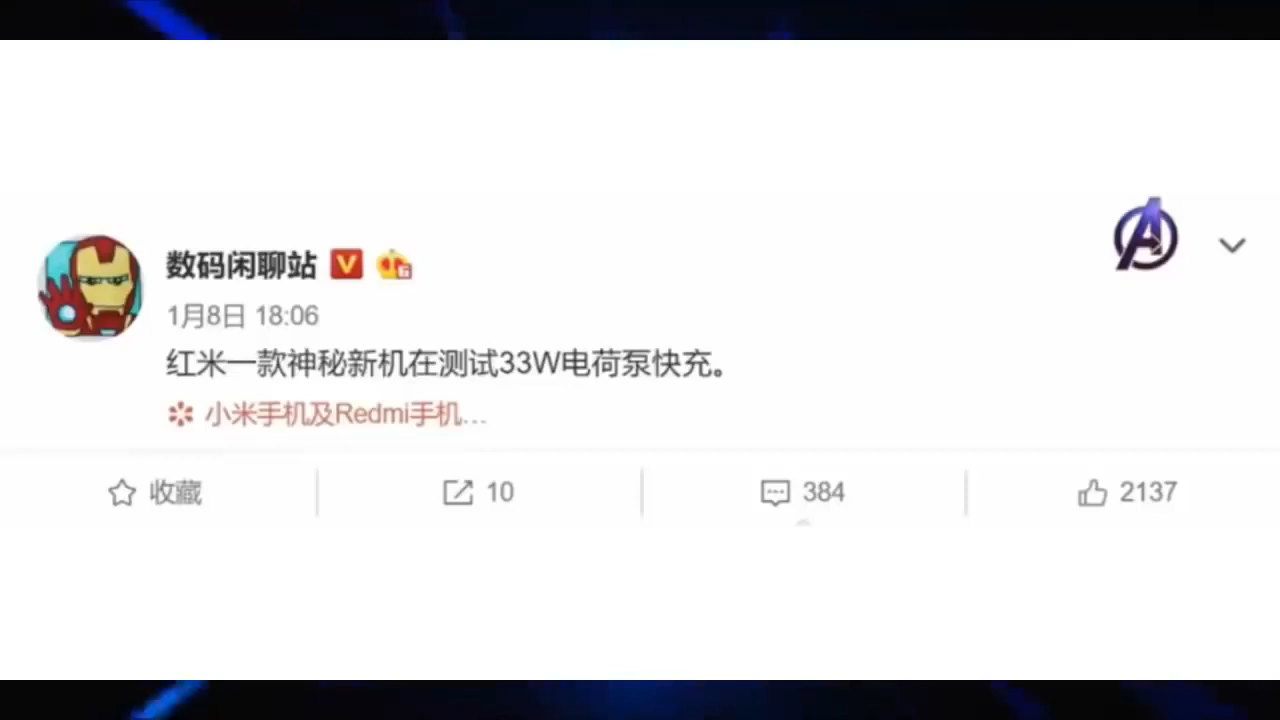 数码闲聊站
1月8日 18:06
红米一款神秘新机在测试33W电荷泵快充。
小米手机及Redmi手机...
收藏
10
384
2137